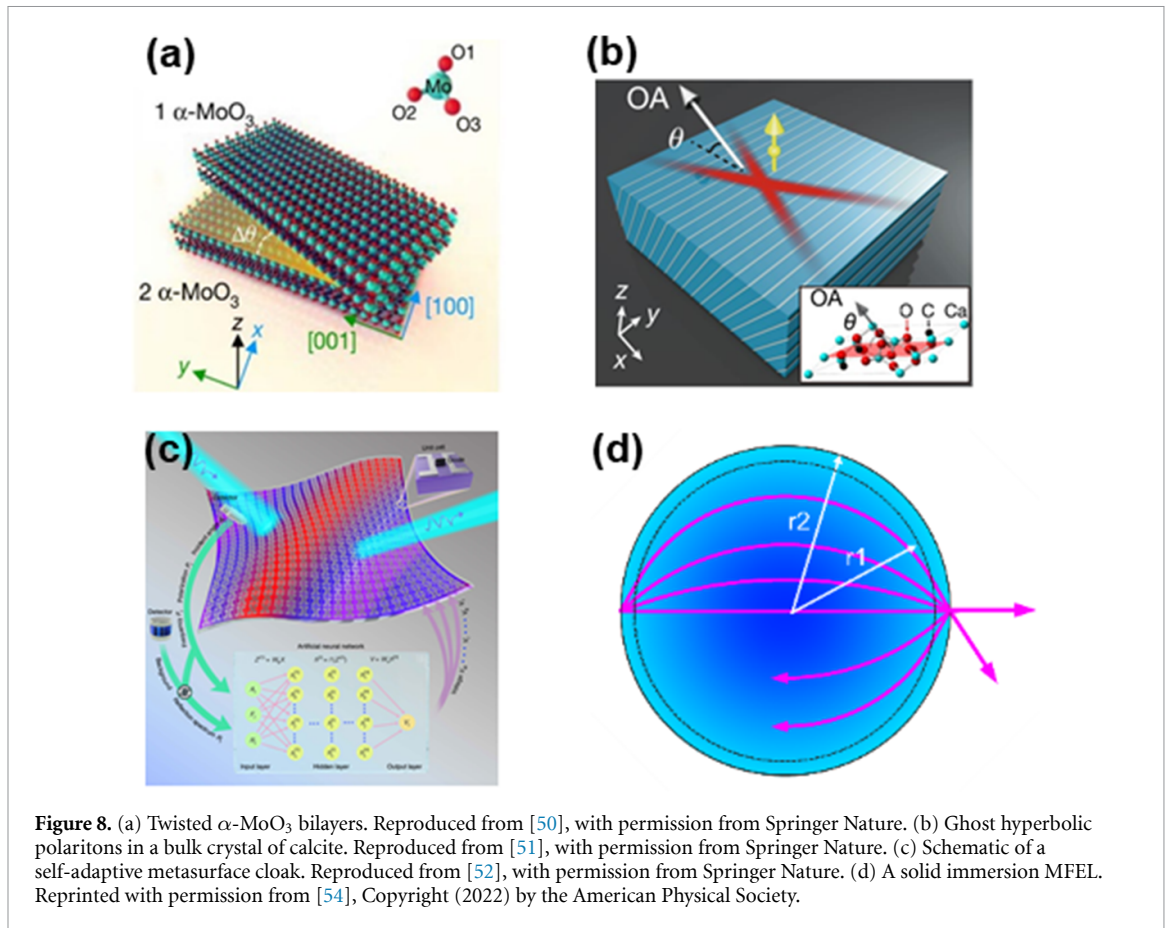 (a)
O1
Mo
O2
O3
1 α-MoO₃
Δθ
2 α-MoO₃
[100]
[001]
z
x
y
(b)
OA
θ
z
y
x
OA
O C Ca
θ
(c)
Unit cell
Detector
Artificial neural network
Input layer Hidden layer Output layer
(d)
r2
r1
Figure 8. (a) Twisted α-MoO₃ bilayers. Reproduced from [50], with permission from Springer Nature. (b) Ghost hyperbolic
polaritons in a bulk crystal of calcite. Reproduced from [51], with permission from Springer Nature. (c) Schematic of a
self-adaptive metasurface cloak. Reproduced from [52], with permission from Springer Nature. (d) A solid immersion MFEL.
Reprinted with permission from [54], Copyright (2022) by the American Physical Society.